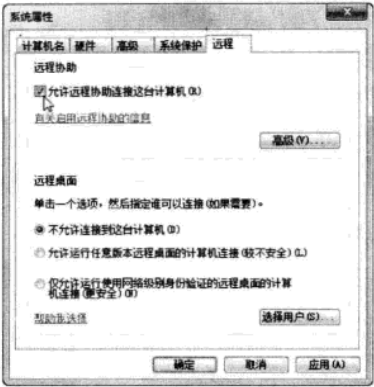 系统属性
计算机名 硬件 高级 系统保护 远程
远程协助
允许远程协助连接这台计算机(R)
有关启用远程协助的信息
高级(V)...
远程桌面
单击一个选项，然后指定谁可以连接(如果需要)。
不允许连接到这台计算机(D)
允许运行任意版本远程桌面的计算机连接(较不安全)(L)
仅允许运行使用网络级别身份验证的远程桌面的计算
机连接(更安全)(N)
帮助我选择
选择用户(S)...
确定 取消 应用(A)